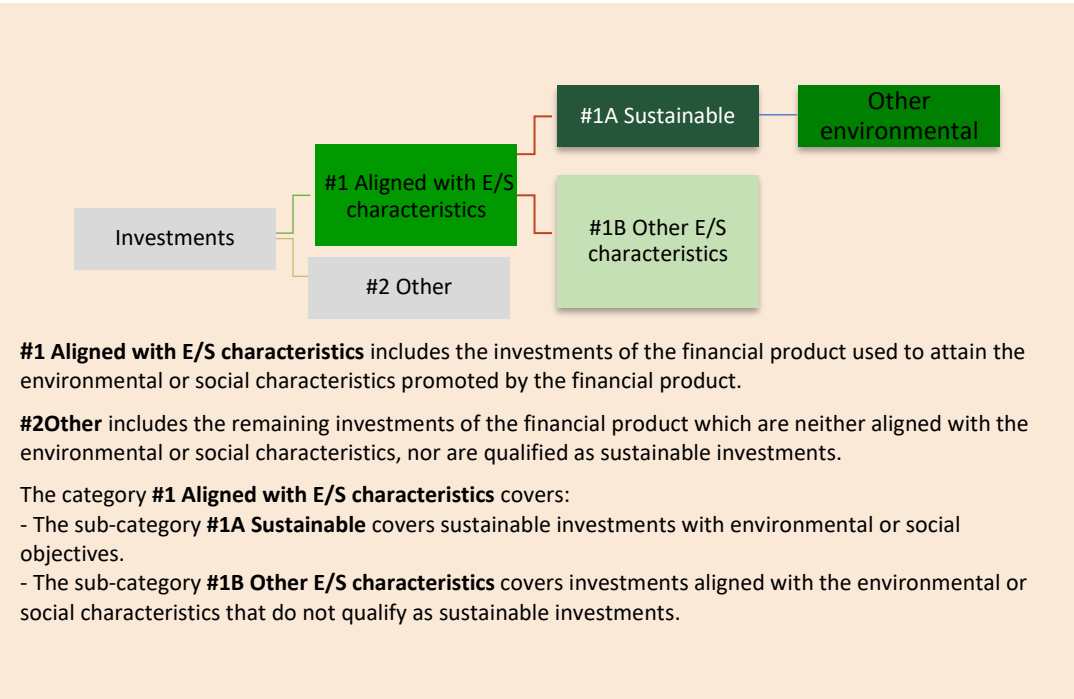 #1A Sustainable
Other
environmental
#1 Aligned with E/S
characteristics
Investments
#1B Other E/S
characteristics
#2 Other
#1 Aligned with E/S characteristics includes the investments of the financial product used to attain the
environmental or social characteristics promoted by the financial product.
#2Other includes the remaining investments of the financial product which are neither aligned with the
environmental or social characteristics, nor are qualified as sustainable investments.
The category #1 Aligned with E/S characteristics covers:
- The sub-category #1A Sustainable covers sustainable investments with environmental or social
objectives.
- The sub-category #1B Other E/S characteristics covers investments aligned with the environmental or
social characteristics that do not qualify as sustainable investments.